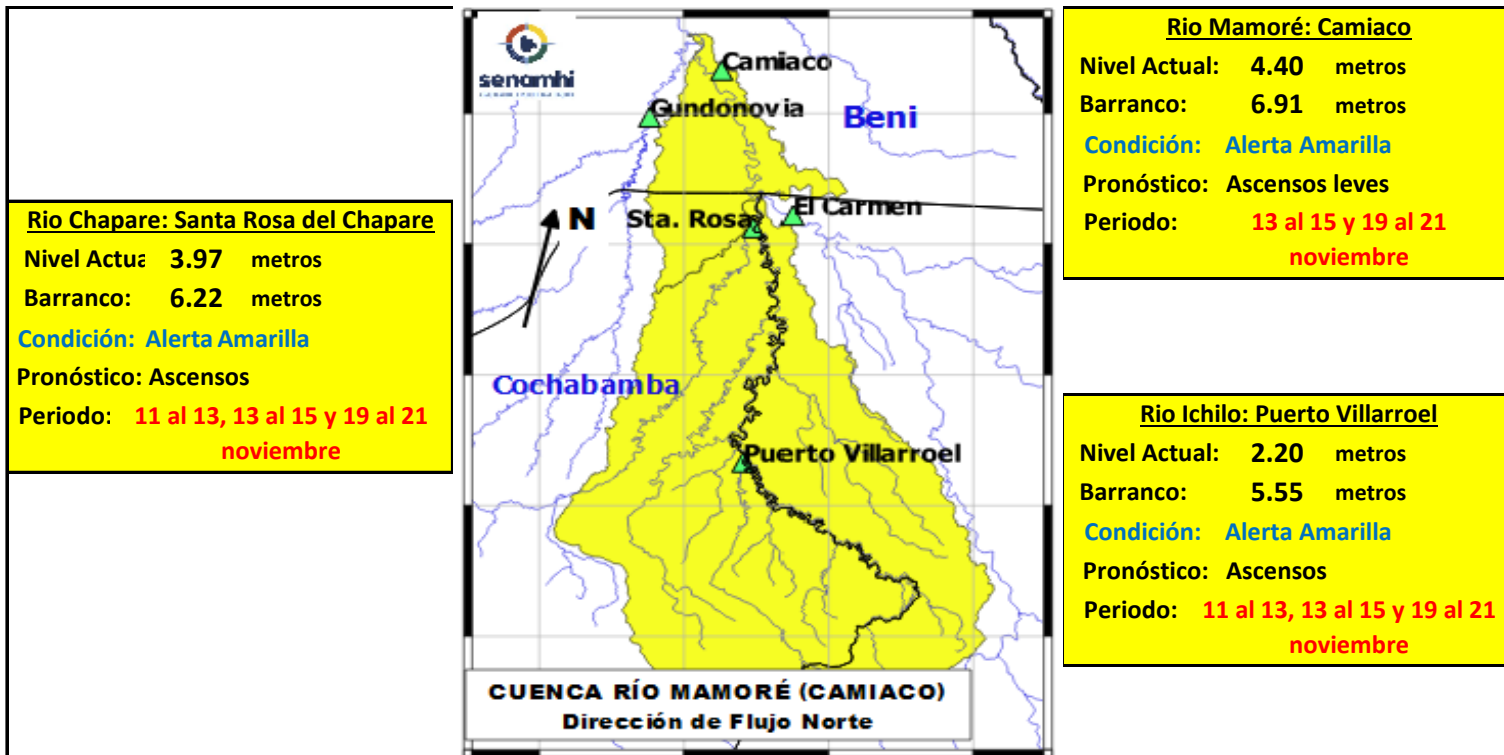 Rio Chapare: Santa Rosa del Chapare
Nivel Actua 3.97 metros
Barranco: 6.22 metros
Condición: Alerta Amarilla
Pronóstico: Ascensos
Periodo: 11 al 13, 13 al 15 y 19 al 21
noviembre
senamhi
Camiaco
Gundonovia
Beni
N
Sta. Rosa
El Carmen
Cochabamba
Puerto Villarroel
CUENCA RÍO MAMORÉ (CAMIACO)
Dirección de Flujo Norte
Rio Mamoré: Camiaco
Nivel Actual: 4.40 metros
Barranco: 6.91 metros
Condición: Alerta Amarilla
Pronóstico: Ascensos leves
Periodo: 13 al 15 y 19 al 21
noviembre
Rio Ichilo: Puerto Villarroel
Nivel Actual: 2.20 metros
Barranco: 5.55 metros
Condición: Alerta Amarilla
Pronóstico: Ascensos
Periodo: 11 al 13, 13 al 15 y 19 al 21
noviembre